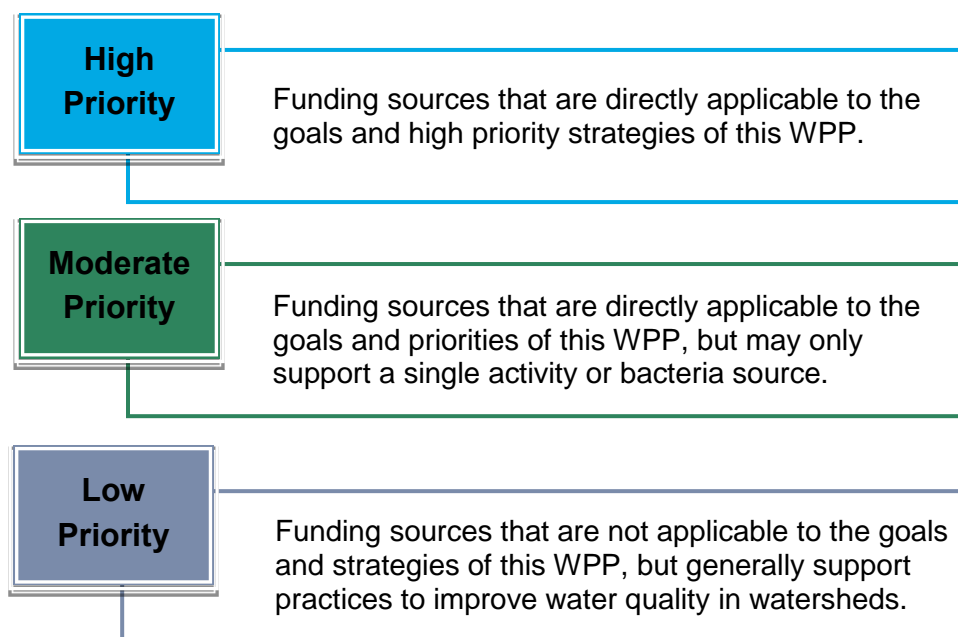 High
Priority
Funding sources that are directly applicable to the
goals and high priority strategies of this WPP.
Moderate
Priority
Funding sources that are directly applicable to the
goals and priorities of this WPP, but may only
support a single activity or bacteria source.
Low
Priority
Funding sources that are not applicable to the goals
and strategies of this WPP, but generally support
practices to improve water quality in watersheds.